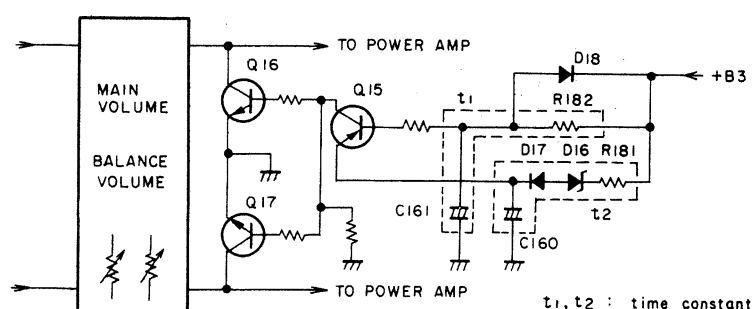 TO POWER AMP
D18
+B3
Q16
Q15
t1
R182
MAIN
VOLUME
BALANCE
VOLUME
D17 D16 R181
Q17
C161
t2
C160
TO POWER AMP
t1, t2 : time constant